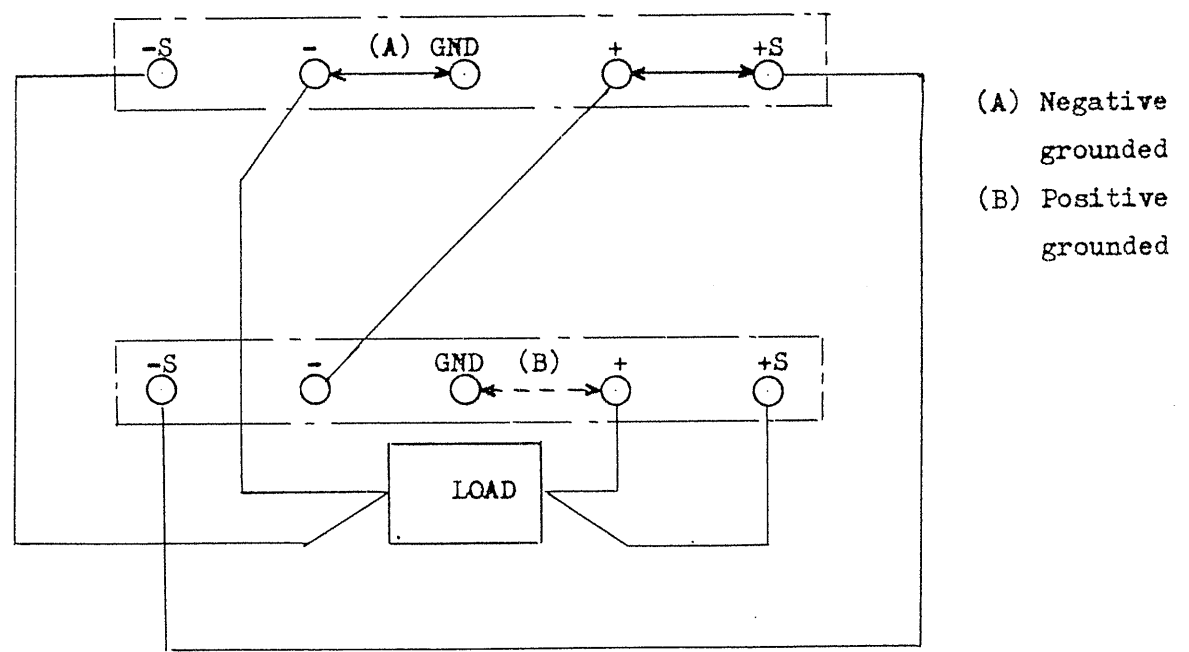 -S - (A) GND + +S
(A) Negative
grounded
(B) Positive
grounded
-S - GND (B) + +S
LOAD